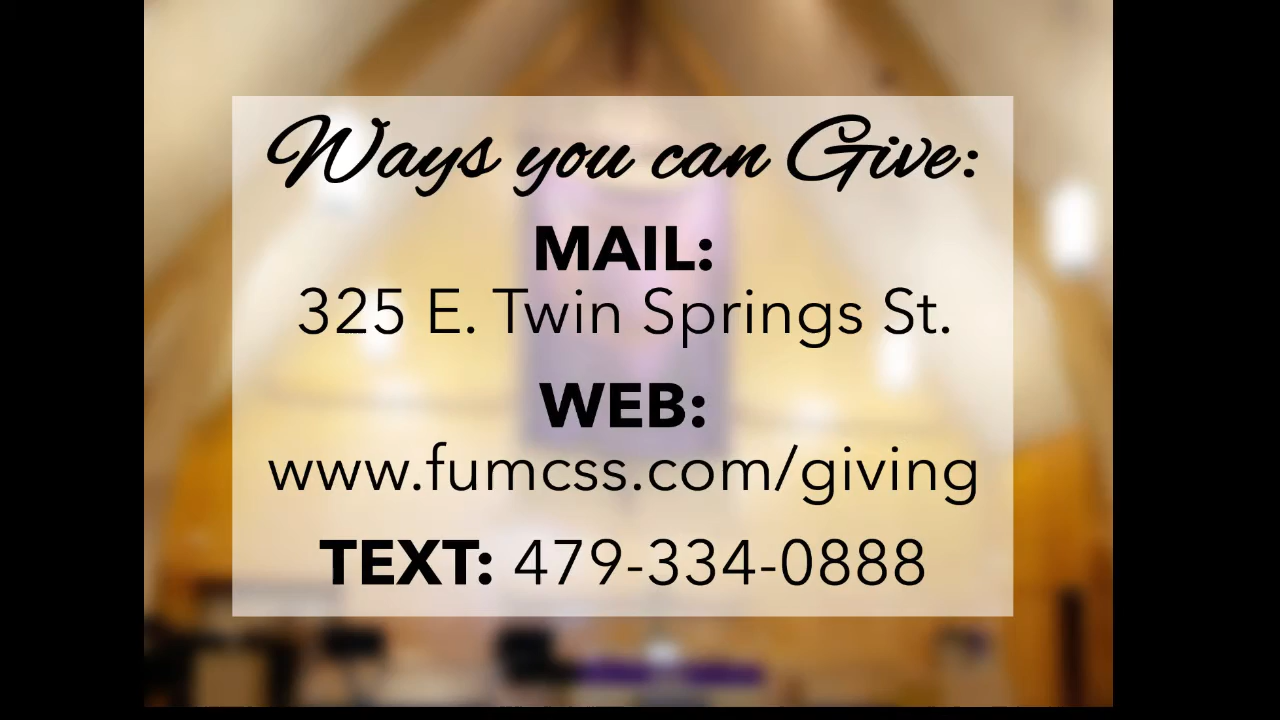 Ways you can Give:
MAIL:
325 E. Twin Springs St.
WEB:
www.fumcss.com/giving
TEXT: 479-334-0888